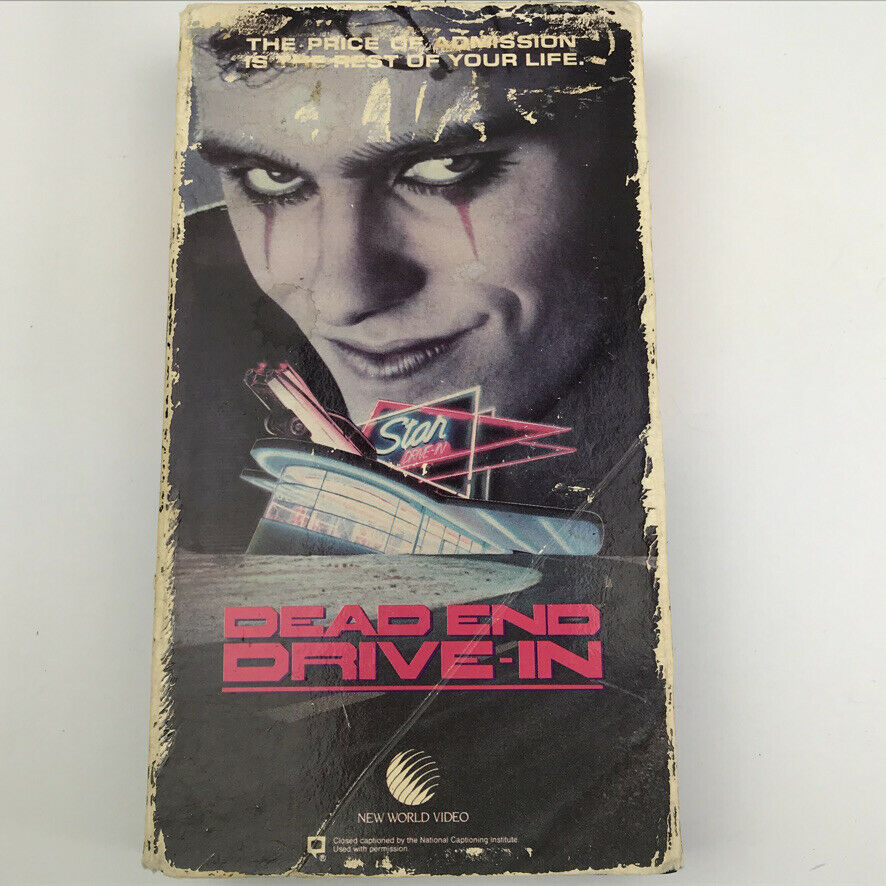 THE PRICE OF ADMISSION
IS THE REST OF YOUR LIFE.
Star
DRIVE-IN
DEAD END
DRIVE-IN
NEW WORLD VIDEO
Closed captioned by the National Captioning Institute
Used with permission.
®